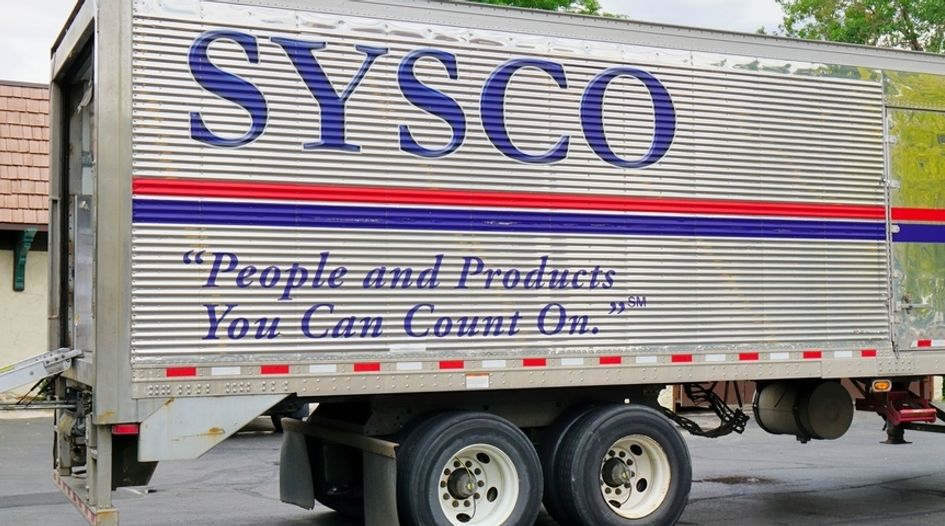 SYSCO
“People and Products
You Can Count On.”SM